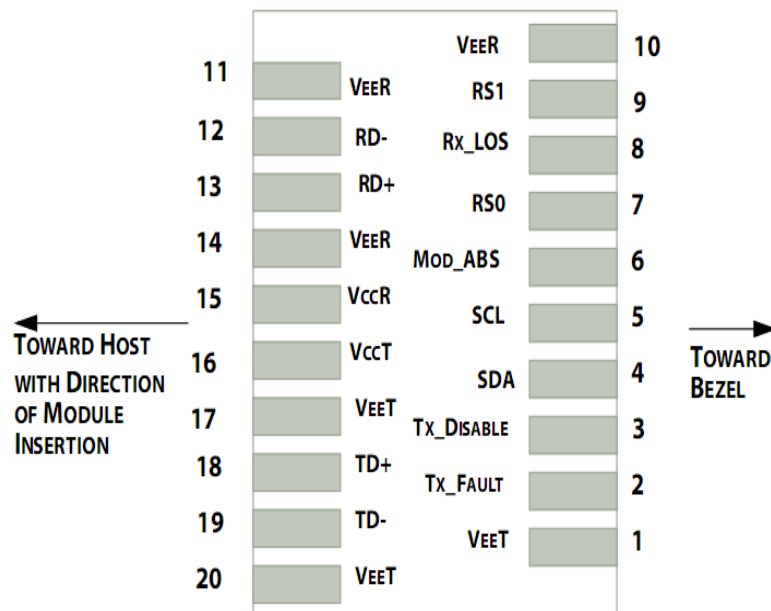 11 VEER
12 RD-
13 RD+
14 VEER
15 VCCR
16 VCCT
17 VEET
18 TD+
19 TD-
20 VEET
VEER 10
RS1 9
RX_LOS 8
RS0 7
MOD_ABS 6
SCL 5
SDA 4
TX_DISABLE 3
TX_FAULT 2
VEET 1
TOWARD HOST
WITH DIRECTION
OF MODULE
INSERTION
TOWARD
BEZEL